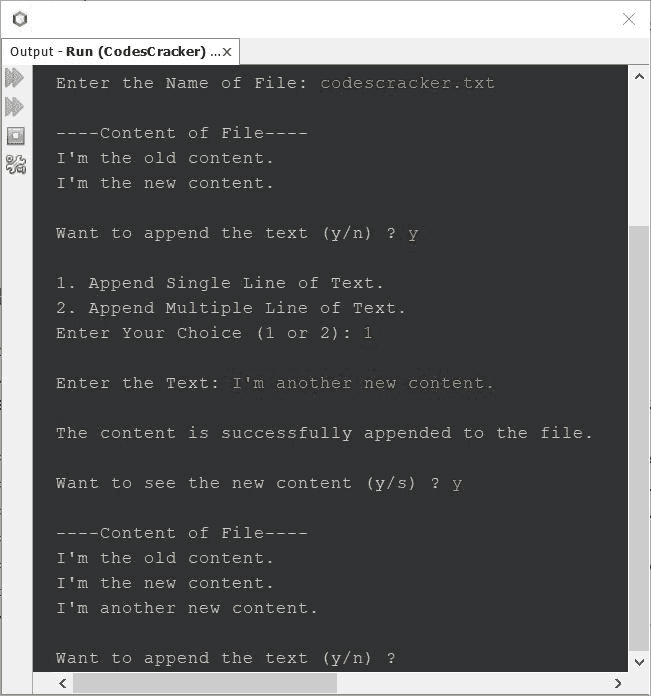 Output - Run (CodesCracker) ...
Enter the Name of File: codescracker.txt
----Content of File----
I'm the old content.
I'm the new content.
Want to append the text (y/n) ? y
1. Append Single Line of Text.
2. Append Multiple Line of Text.
Enter Your Choice (1 or 2): 1
Enter the Text: I'm another new content.
The content is successfully appended to the file.
Want to see the new content (y/s) ? y
----Content of File----
I'm the old content.
I'm the new content.
I'm another new content.
Want to append the text (y/n) ?